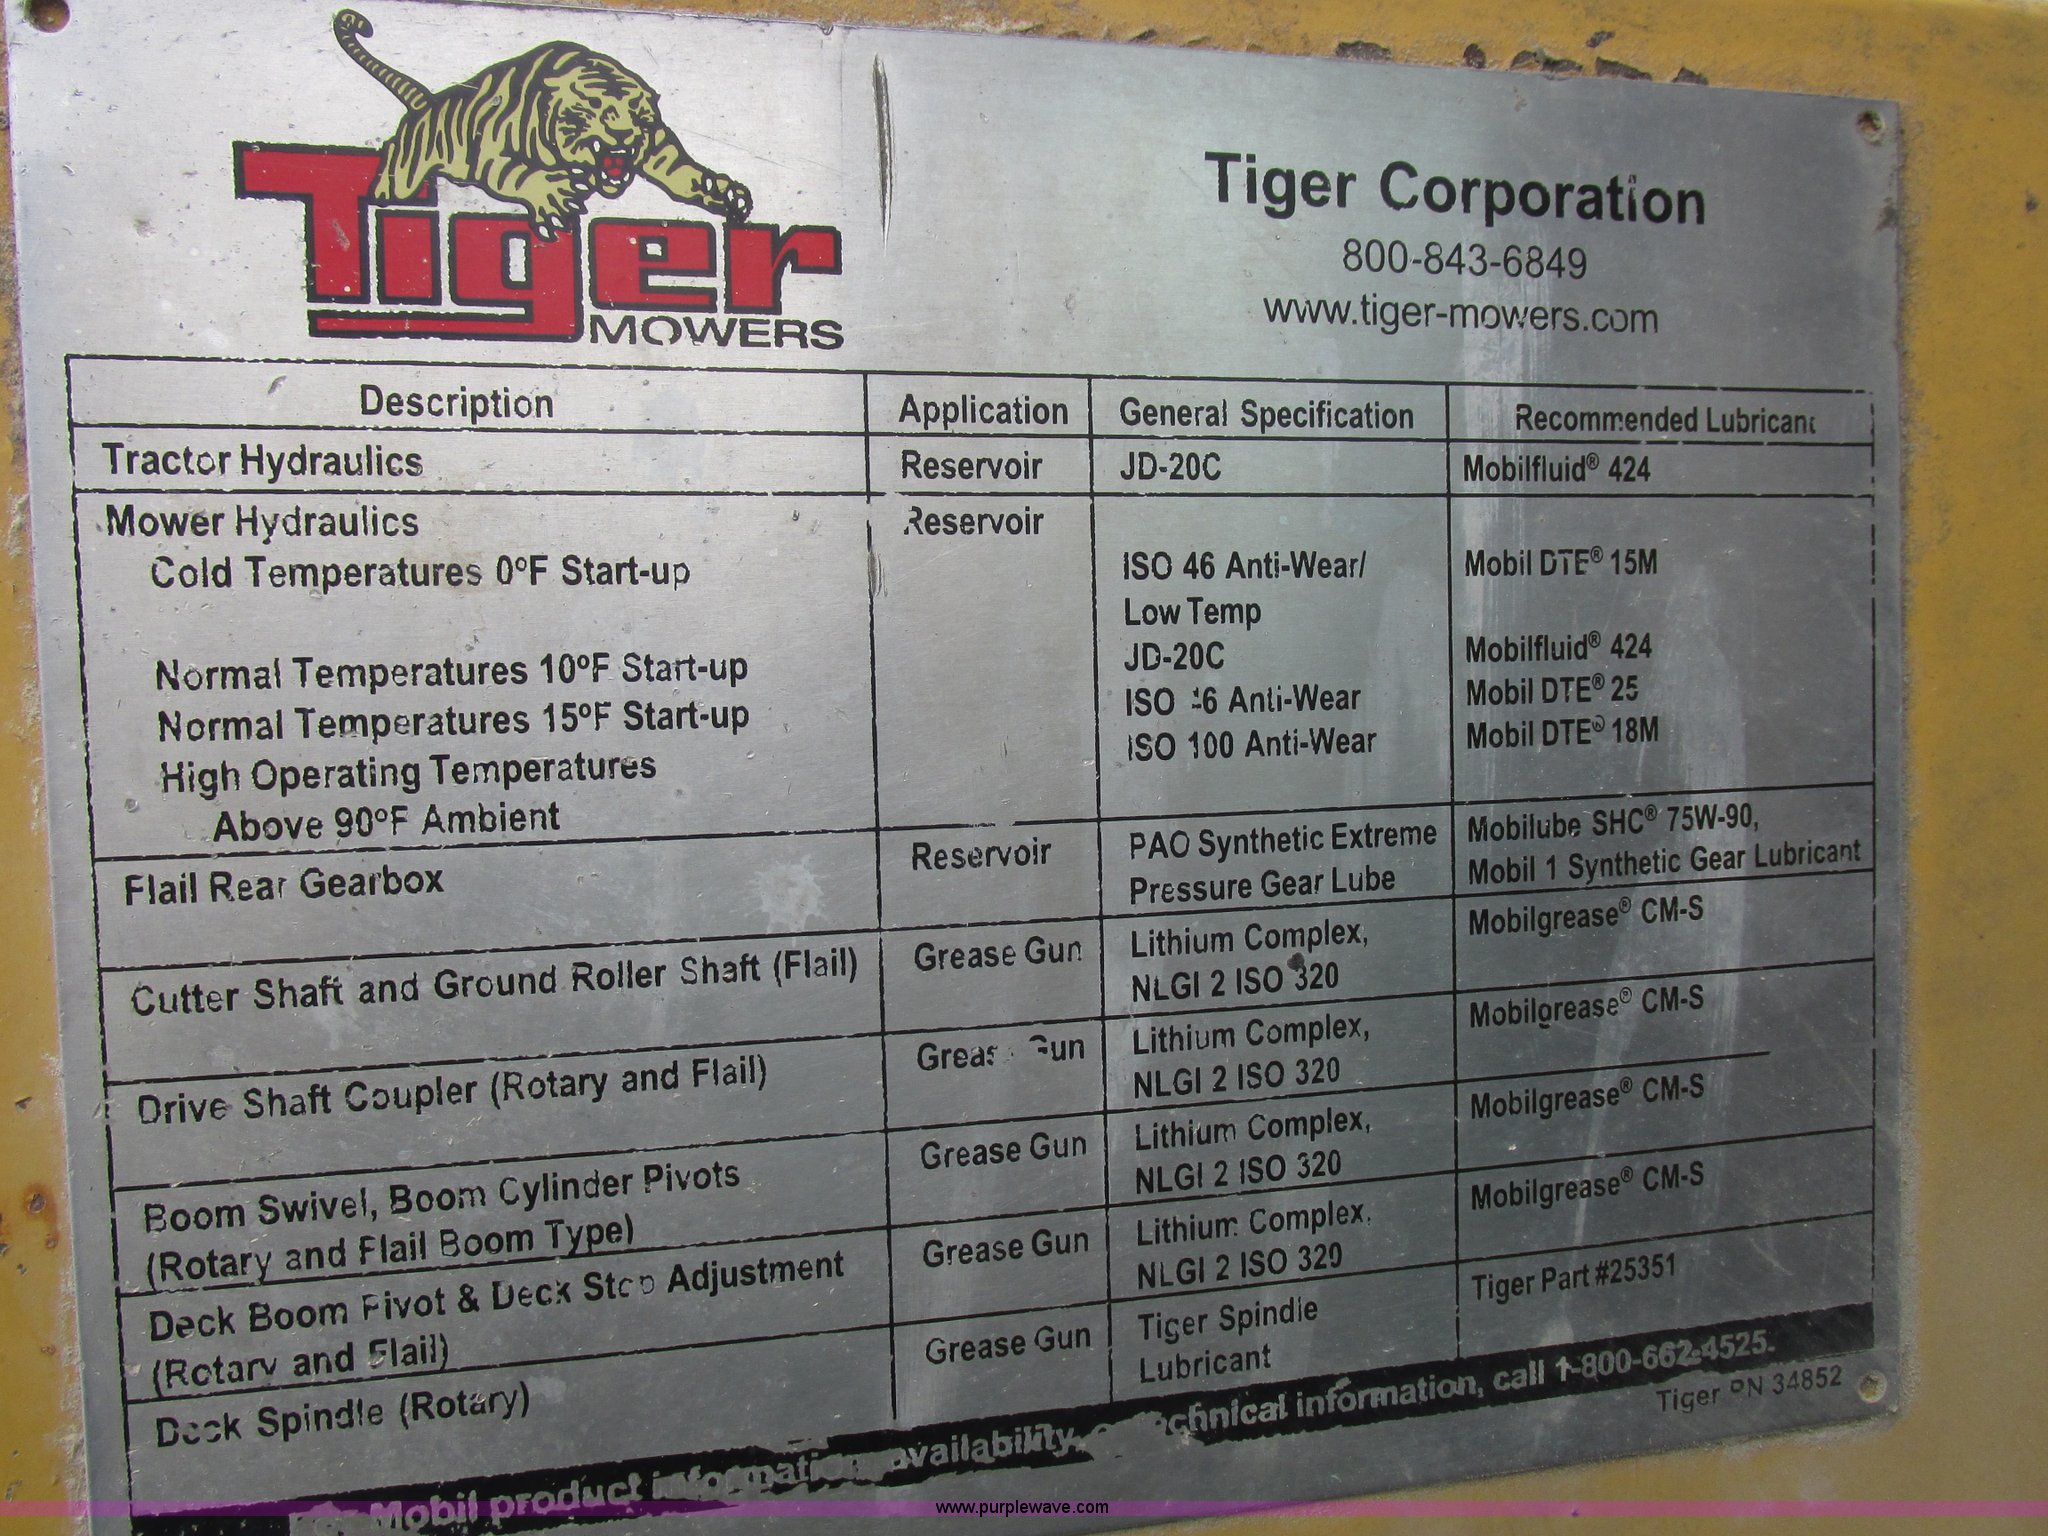 Tiger
MOWERS
Tiger Corporation
800-843-6849
www.tiger-mowers.com
Description Application General Specification Recommended Lubricant
Tractor Hydraulics Reservoir JD-20C Mobilfluid® 424
Mower Hydraulics Reservoir
Cold Temperatures 0°F Start-up ISO 46 Anti-Wear/ Mobil DTE® 15M
Low Temp
Normal Temperatures 10°F Start-up JD-20C Mobilfluid® 424
Normal Temperatures 15°F Start-up ISO 46 Anti-Wear Mobil DTE® 25
High Operating Temperatures ISO 100 Anti-Wear Mobil DTE® 18M
Above 90°F Ambient
Flail Rear Gearbox Reservoir PAO Synthetic Extreme Mobilube SHC® 75W-90,
Pressure Gear Lube Mobil 1 Synthetic Gear Lubricant
Cutter Shaft and Ground Roller Shaft (Flail) Grease Gun Lithium Complex, Mobilgrease® CM-S
NLGI 2 ISO 320
Drive Shaft Coupler (Rotary and Flail) Grease Gun Lithium Complex, Mobilgrease® CM-S
NLGI 2 ISO 320
Boom Swivel, Boom Cylinder Pivots Grease Gun Lithium Complex, Mobilgrease® CM-S
(Rotary and Flail Boom Type) NLGI 2 ISO 320
Deck Boom Pivot & Deck Stop Adjustment Grease Gun Lithium Complex, Mobilgrease® CM-S
(Rotary and Flail) NLGI 2 ISO 320
Deck Spindle (Rotary) Grease Gun Tiger Spindle Tiger Part #25351
Lubricant
For Mobil product information, availability, or technical information, call 1-800-662-4525.
Tiger PN 34852
www.purplewave.com